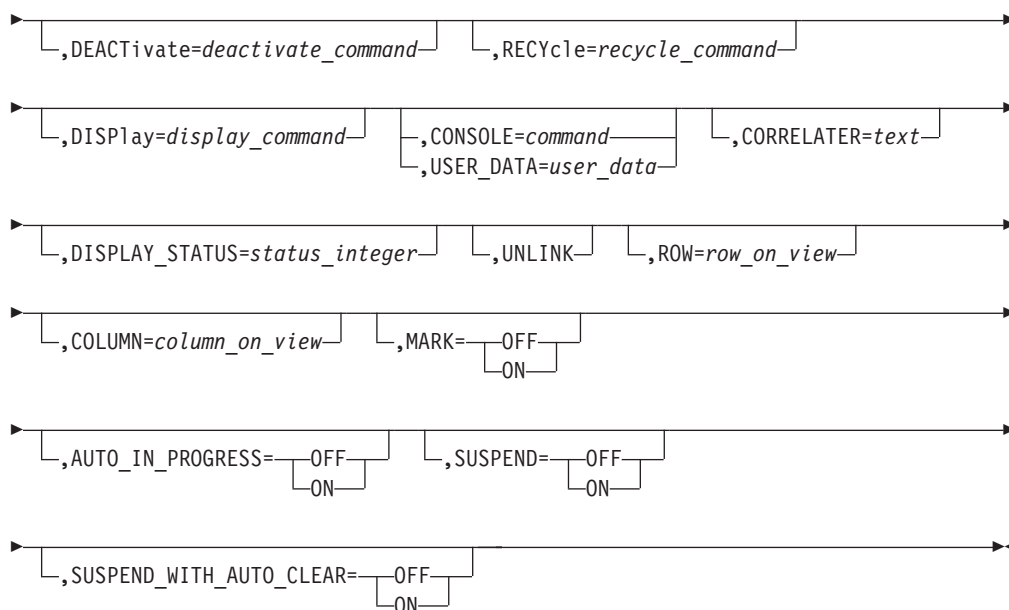 ,DEACTivate=deactivate_command ,RECYcle=recycle_command
,DISPlay=display_command ,CONSOLE=command ,CORRELATER=text
,USER_DATA=user_data
,DISPLAY_STATUS=status_integer ,UNLINK ,ROW=row_on_view
,COLUMN=column_on_view ,MARK= OFF
ON
,AUTO_IN_PROGRESS= OFF ,SUSPEND= OFF
ON ON
,SUSPEND_WITH_AUTO_CLEAR= OFF
ON